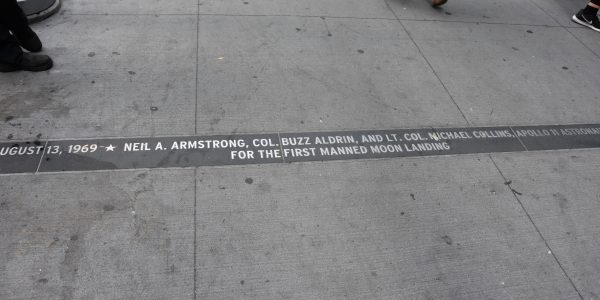 AUGUST 13, 1969 ★ NEIL A. ARMSTRONG, COL. BUZZ ALDRIN, AND LT. COL. MICHAEL COLLINS, APOLLO 11 ASTRONA
FOR THE FIRST MANNED MOON LANDING